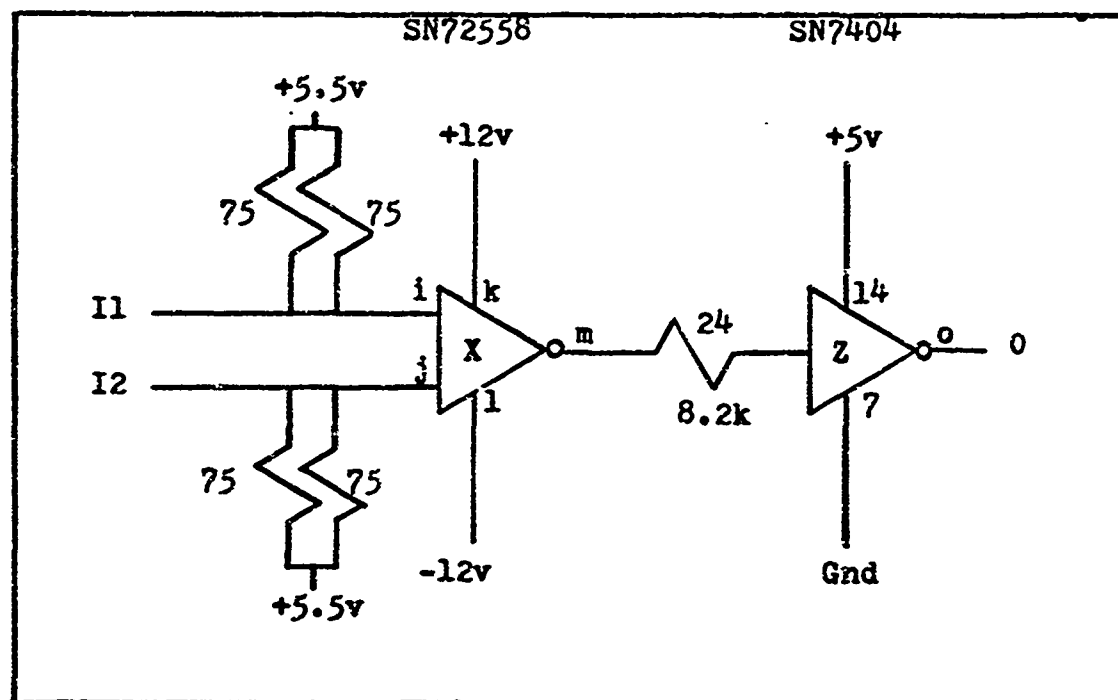 SN72558 SN7404
+5.5v
+12v +5v
75 75
I1 i k 14
m 24 o O
X Z
I2 j l
8.2k 7
75 75
-12v Gnd
+5.5v